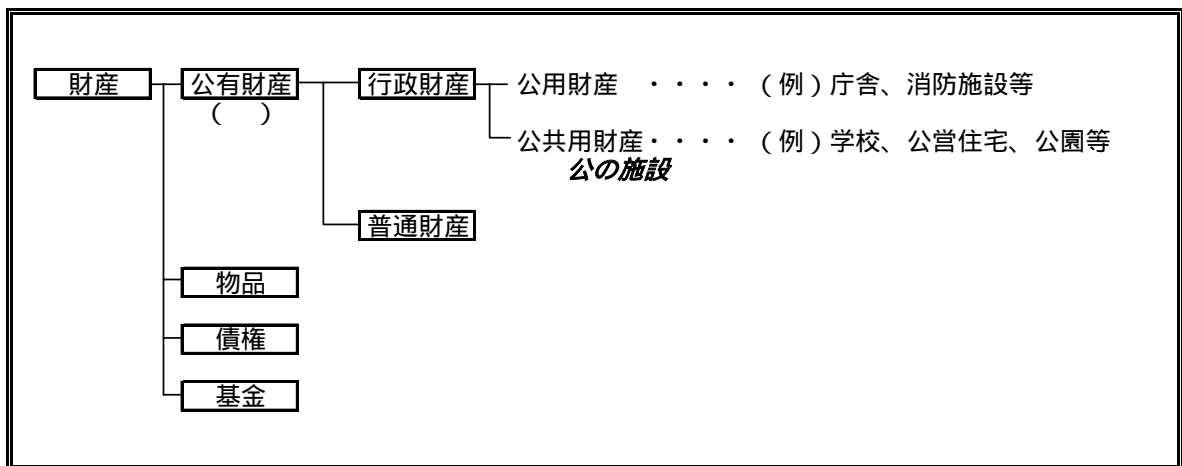 財産 公有財産 行政財産 公用財産 ・・・・ (例)庁舎、消防施設等
( )
公共用財産・・・・ (例)学校、公営住宅、公園等
公の施設
普通財産
物品
債権
基金